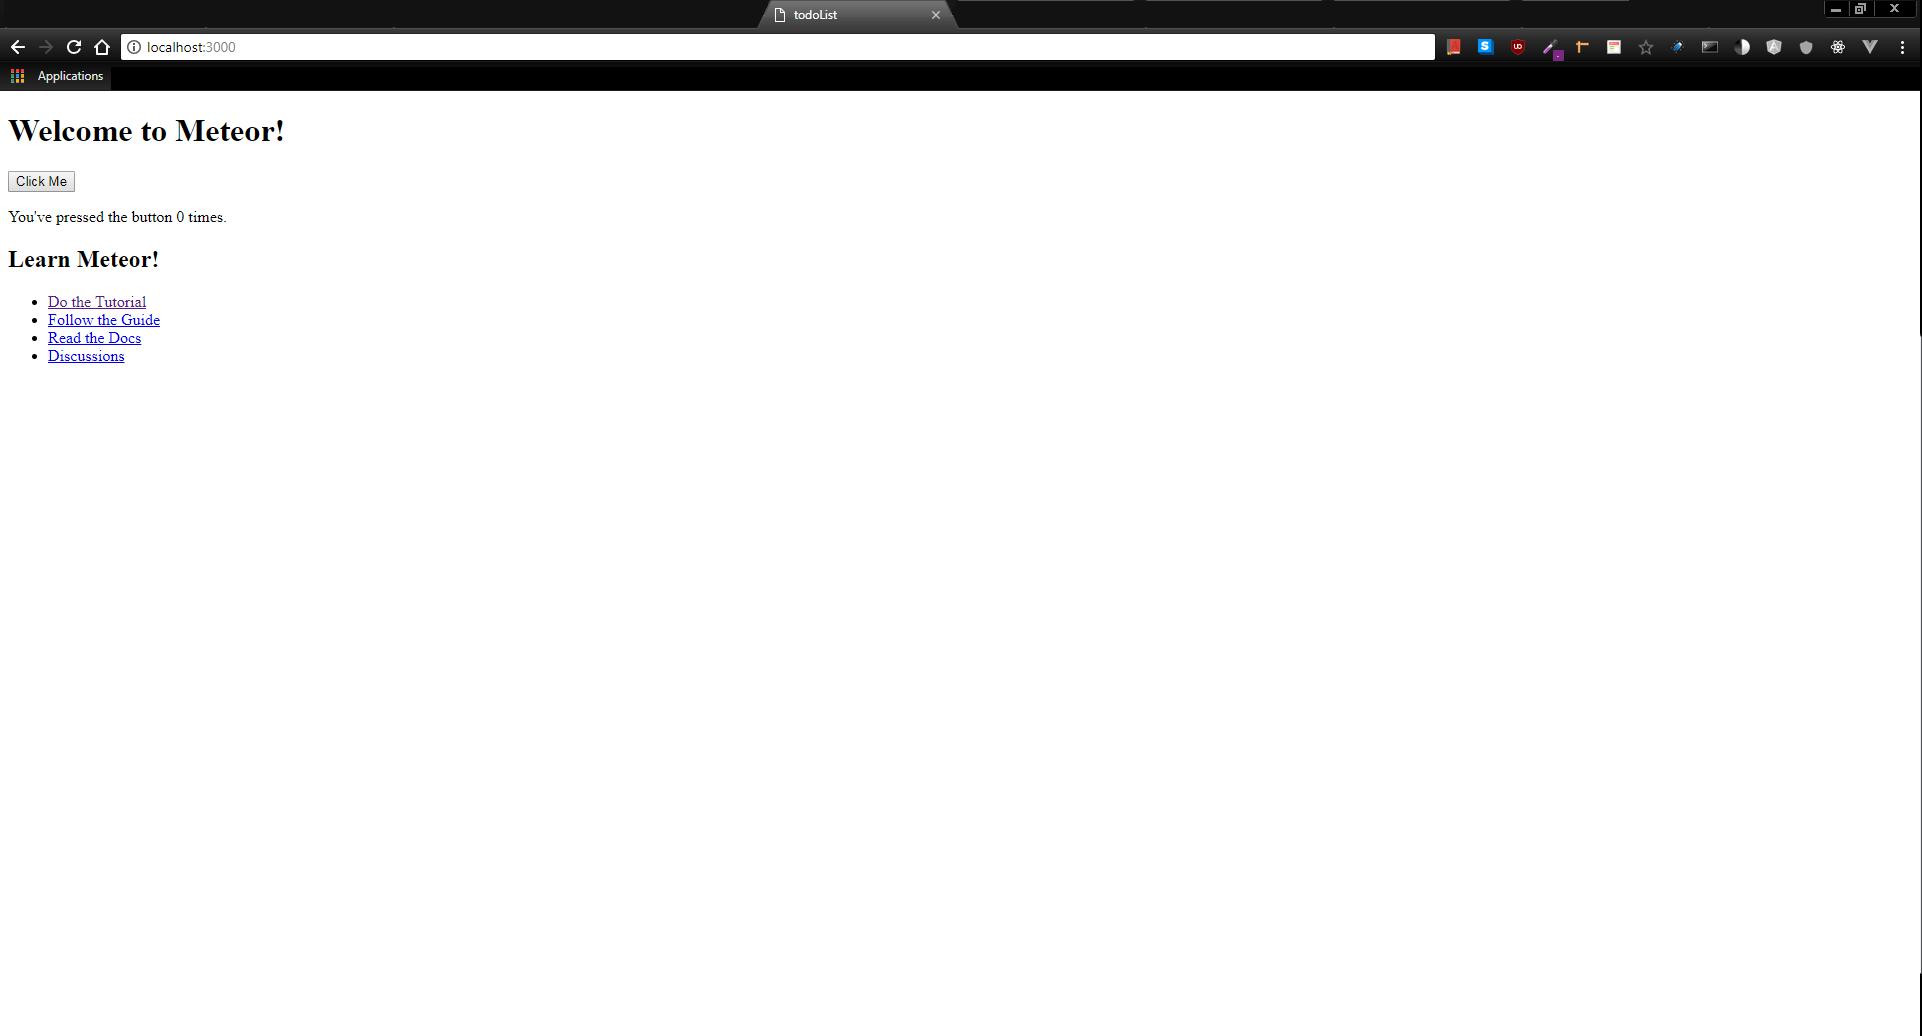 todoList
localhost:3000
Applications
Welcome to Meteor!
Click Me
You've pressed the button 0 times.
Learn Meteor!
Do the Tutorial
Follow the Guide
Read the Docs
Discussions